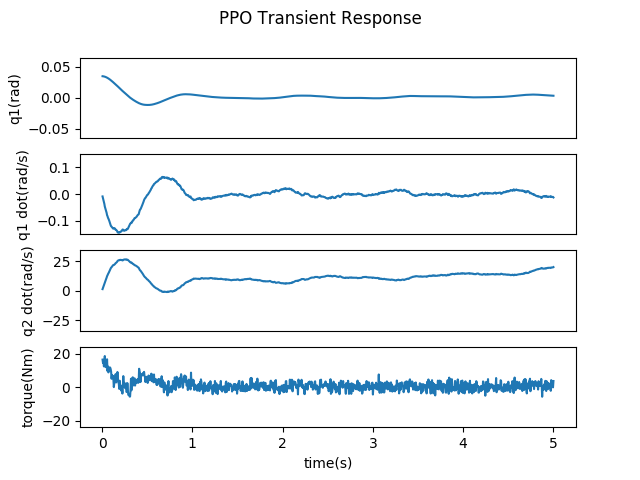 PPO Transient Response
0.05
0.00
−0.05
q1(rad)
0.1
0.0
−0.1
q1 dot(rad/s)
25
0
−25
q2 dot(rad/s)
20
0
−20
torque(Nm)
0 1 2 3 4 5
time(s)